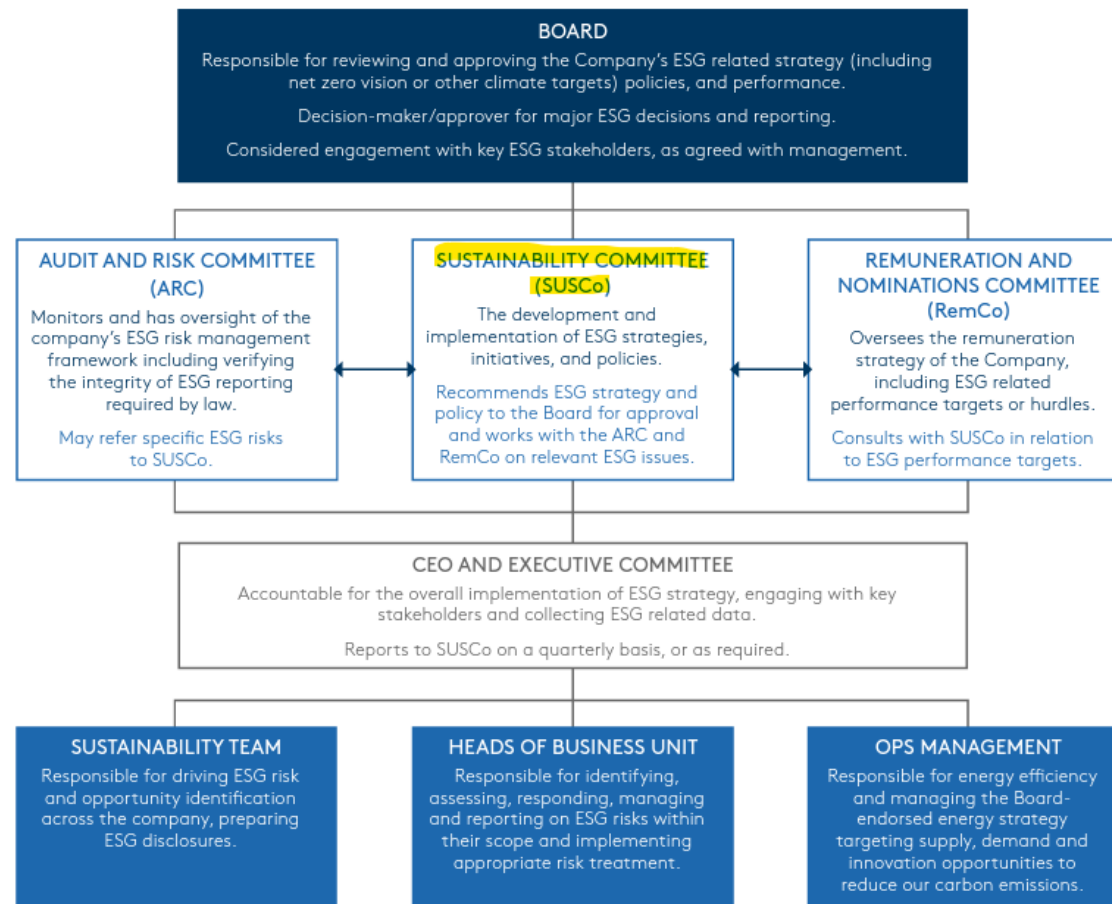 BOARD
Responsible for reviewing and approving the Company's ESG related strategy (including
net zero vision or other climate targets) policies, and performance.
Decision-maker/approver for major ESG decisions and reporting.
Considered engagement with key ESG stakeholders, as agreed with management.
AUDIT AND RISK COMMITTEE
(ARC)
Monitors and has oversight of the
company's ESG risk management
framework including verifying
the integrity of ESG reporting
required by law.
May refer specific ESG risks
to SUSCo.
SUSTAINABILITY COMMITTEE
(SUSCo)
The development and
implementation of ESG strategies,
initiatives, and policies.
Recommends ESG strategy and
policy to the Board for approval
and works with the ARC and
RemCo on relevant ESG issues.
REMUNERATION AND
NOMINATIONS COMMITTEE
(RemCo)
Oversees the remuneration
strategy of the Company,
including ESG related
performance targets or hurdles.
Consults with SUSCo in relation
to ESG performance targets.
CEO AND EXECUTIVE COMMITTEE
Accountable for the overall implementation of ESG strategy, engaging with key
stakeholders and collecting ESG related data.
Reports to SUSCo on a quarterly basis, or as required.
SUSTAINABILITY TEAM
Responsible for driving ESG risk
and opportunity identification
across the company, preparing
ESG disclosures.
HEADS OF BUSINESS UNIT
Responsible for identifying,
assessing, responding, managing
and reporting on ESG risks within
their scope and implementing
appropriate risk treatment.
OPS MANAGEMENT
Responsible for energy efficiency
and managing the Board-
endorsed energy strategy
targeting supply, demand and
innovation opportunities to
reduce our carbon emissions.